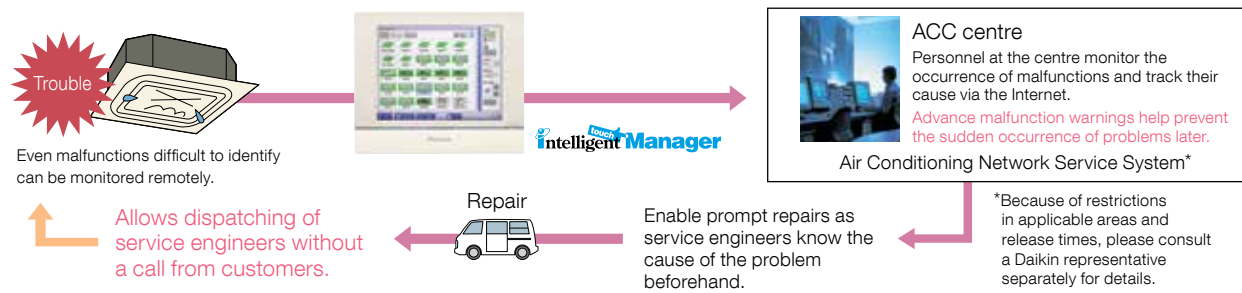 Trouble
Even malfunctions difficult to identify
can be monitored remotely.
intelligent touch Manager
ACC centre
Personnel at the centre monitor the
occurrence of malfunctions and track their
cause via the Internet.
Advance malfunction warnings help prevent
the sudden occurrence of problems later.
Air Conditioning Network Service System*
*Because of restrictions
in applicable areas and
release times, please consult
a Daikin representative
separately for details.
Enable prompt repairs as
service engineers know the
cause of the problem
beforehand.
Repair
Allows dispatching of
service engineers without
a call from customers.